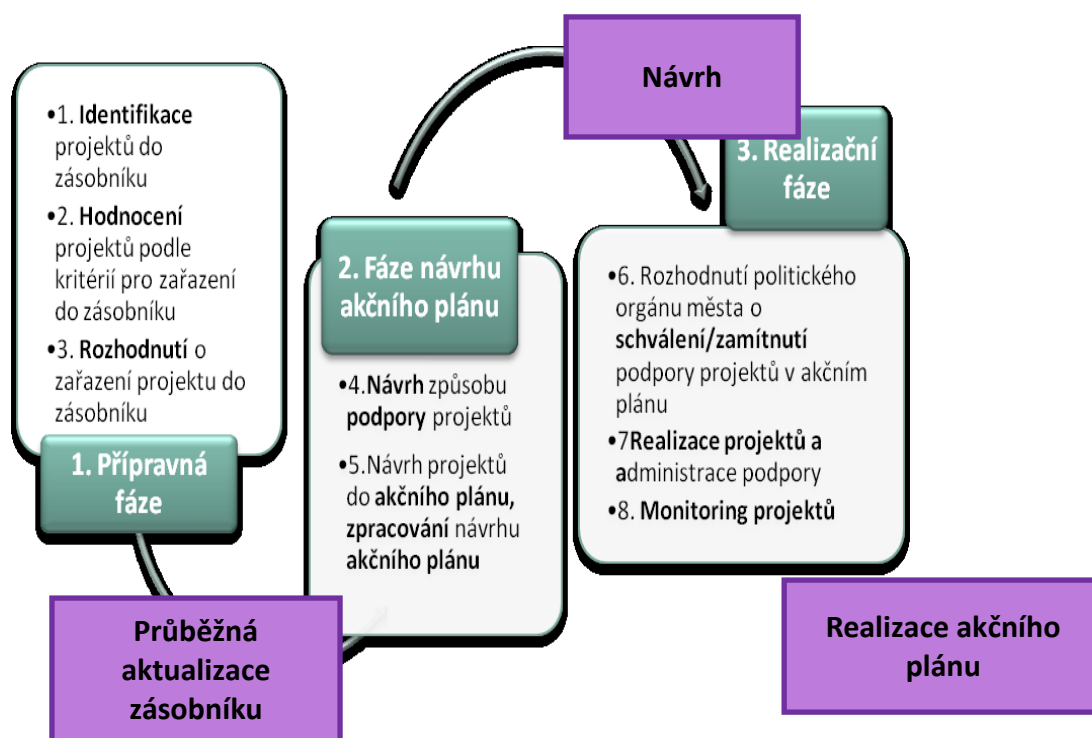 •1. Identifikace
projektů do
zásobníku
•2. Hodnocení
projektů podle
kritérií pro zařazení
do zásobníku
•3. Rozhodnutí o
zařazení projektu do
zásobníku
1. Přípravná
fáze
Průběžná
aktualizace
zásobníku
2. Fáze návrhu
akčního plánu
•4.Návrh způsobu
podpory projektů
•5.Návrh projektů
do akčního plánu,
zpracování návrhu
akčního plánu
Návrh
3. Realizační
fáze
•6. Rozhodnutí politického
orgánu města o
schválení/zamítnutí
podpory projektů v akčním
plánu
•7Realizace projektů a
administrace podpory
•8. Monitoring projektů
Realizace akčního
plánu